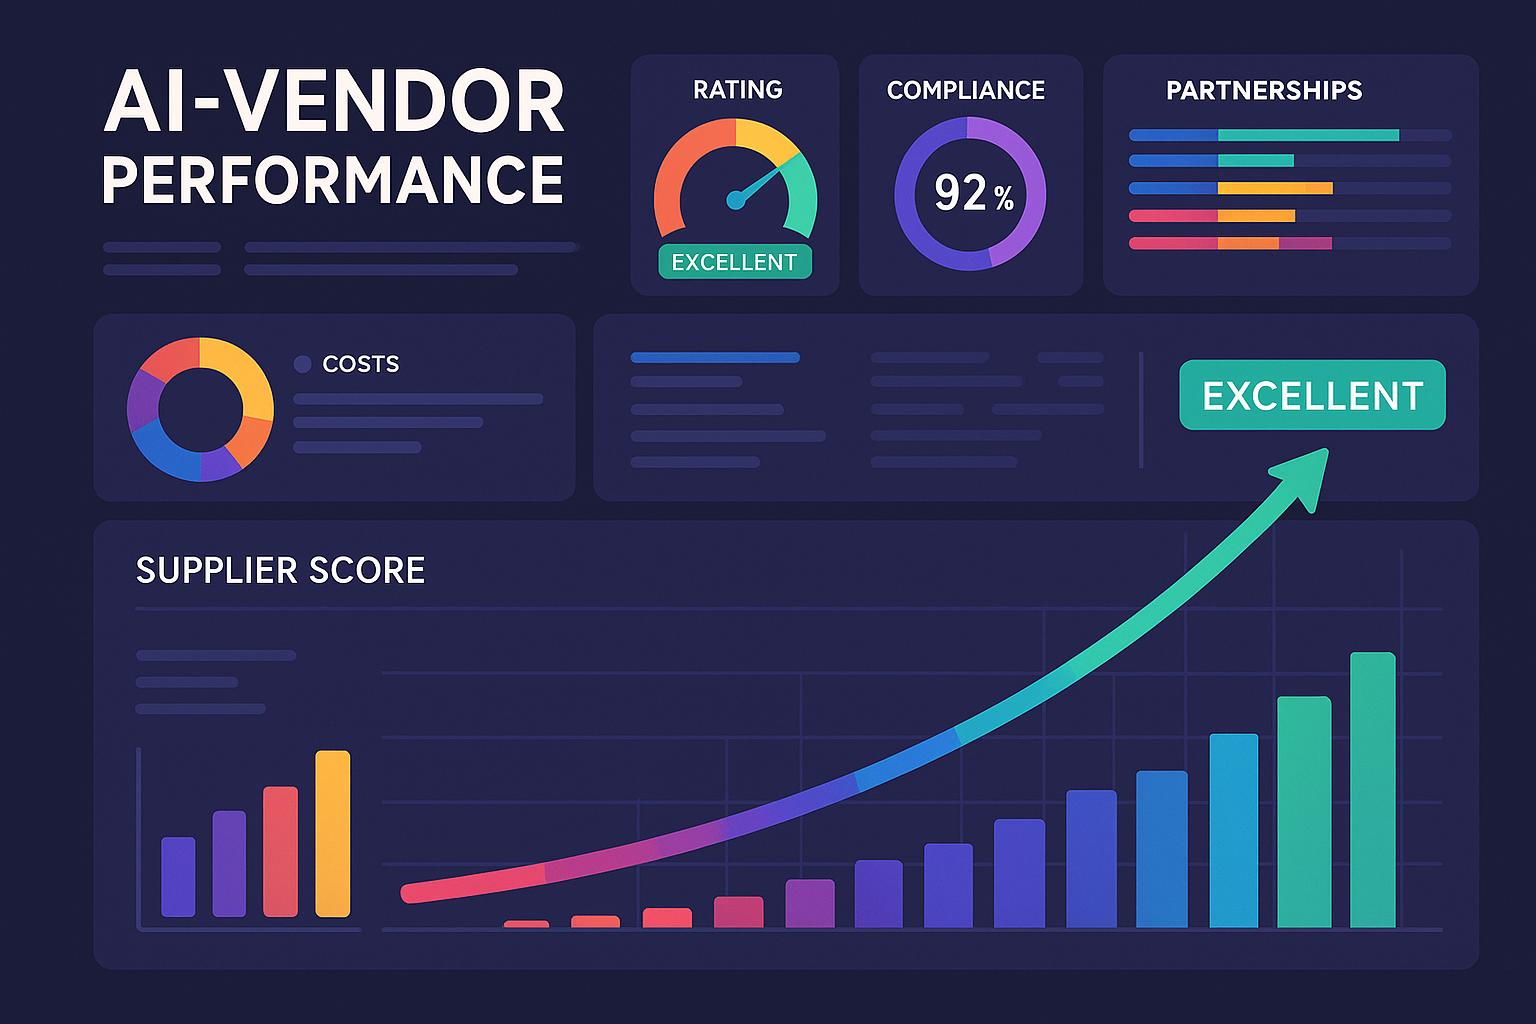 AI-VENDOR
PERFORMANCE
RATING
EXCELLENT
COMPLIANCE
92%
PARTNERSHIPS
COSTS
EXCELLENT
SUPPLIER SCORE